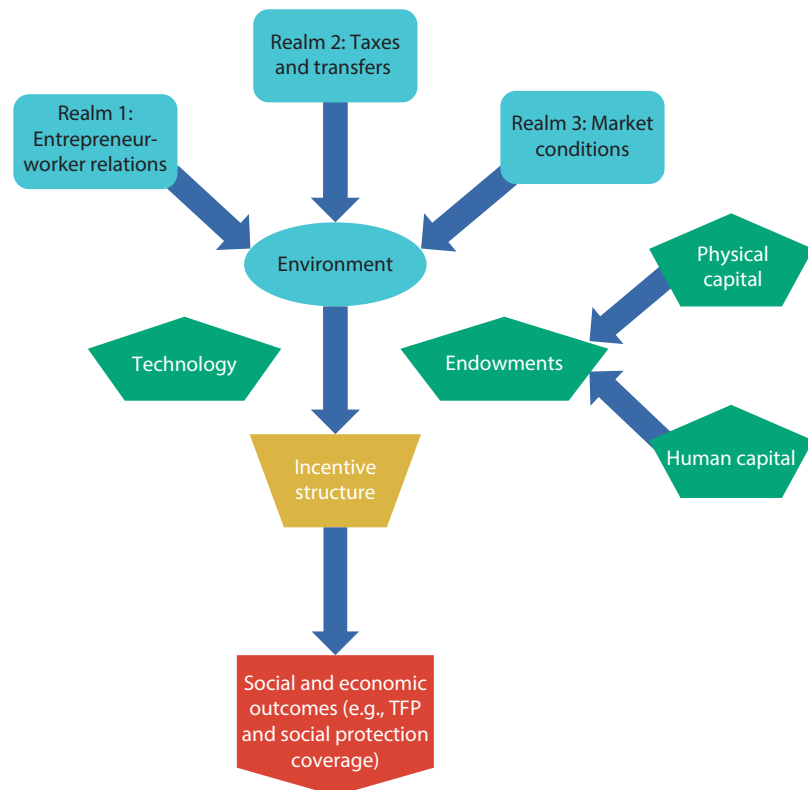 Realm 2: Taxes
and transfers
Realm 1:
Entrepreneur-
worker relations
Realm 3: Market
conditions
Environment
Physical
capital
Technology
Endowments
Human capital
Incentive
structure
Social and economic
outcomes (e.g., TFP
and social protection
coverage)